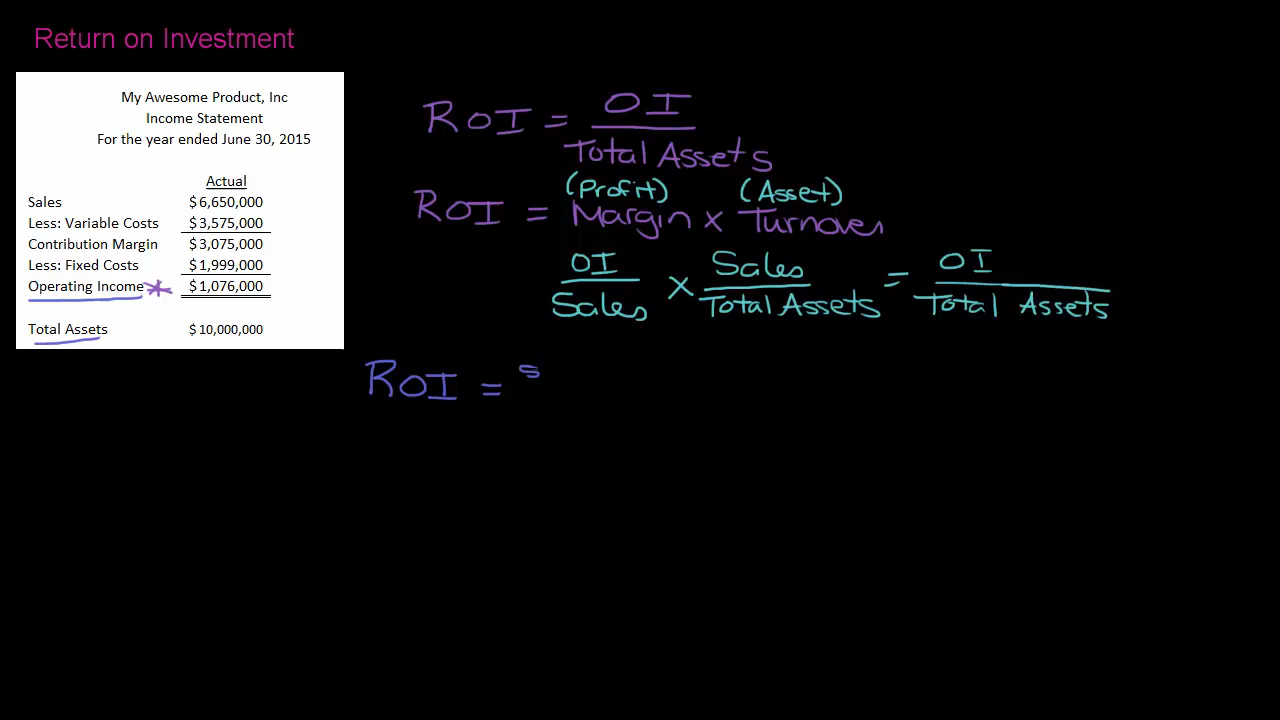 Return on Investment
My Awesome Product, Inc
Income Statement
For the year ended June 30, 2015
Actual
Sales $ 6,650,000
Less: Variable Costs $ 3,575,000
Contribution Margin $ 3,075,000
Less: Fixed Costs $ 1,999,000
Operating Income $ 1,076,000
Total Assets $ 10,000,000
ROI = OI
Total Assets
(Profit) (Asset)
ROI = Margin x Turnover
OI Sales OI
Sales x Total Assets = Total Assets
ROI =